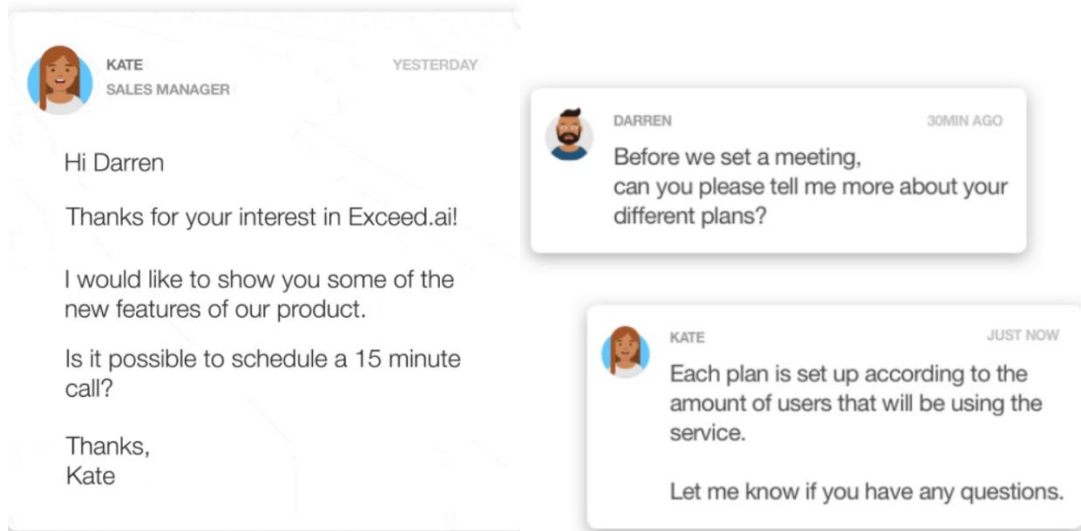 KATE
YESTERDAY
SALES MANAGER
Hi Darren
Thanks for your interest in Exceed.ai!
I would like to show you some of the
new features of our product.
Is it possible to schedule a 15 minute
call?
Thanks,
Kate
DARREN
30MIN AGO
Before we set a meeting,
can you please tell me more about your
different plans?
KATE
JUST NOW
Each plan is set up according to the
amount of users that will be using the
service.
Let me know if you have any questions.